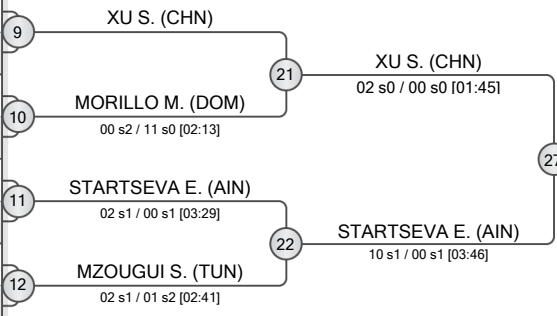 XU S. (CHN)
9
21
XU S. (CHN)
02 s0 / 00 s0 [01:45]
MORILLO M. (DOM)
10
00 s2 / 11 s0 [02:13]
27
STARTSEVA E. (AIN)
11
02 s1 / 00 s1 [03:29]
22
STARTSEVA E. (AIN)
10 s1 / 00 s1 [03:46]
MZOUGUI S. (TUN)
12
02 s1 / 01 s2 [02:41]